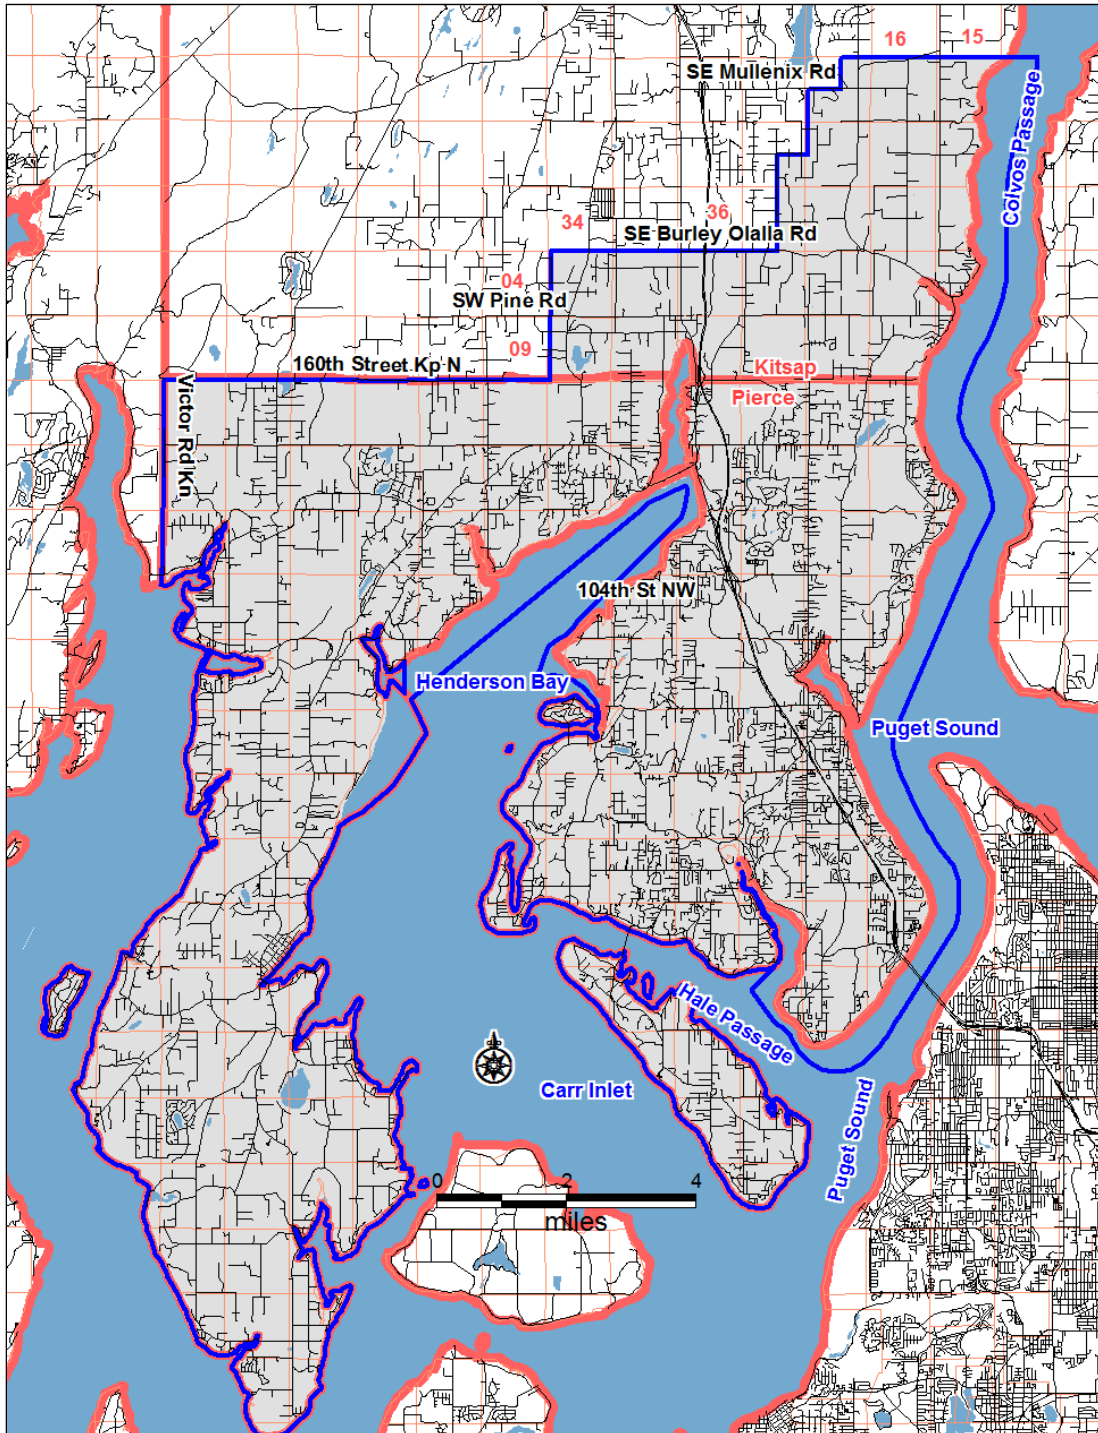 16
15
SE Mullenix Rd
Colvos Passage
36
34
SE Burley Olalla Rd
04
SW Pine Rd
09
160th Street Kp N
Kitsap
Pierce
Victor Rd Kn
104th St NW
Henderson Bay
Puget Sound
Hale Passage
Carr Inlet
Puget Sound
0 2 4
miles